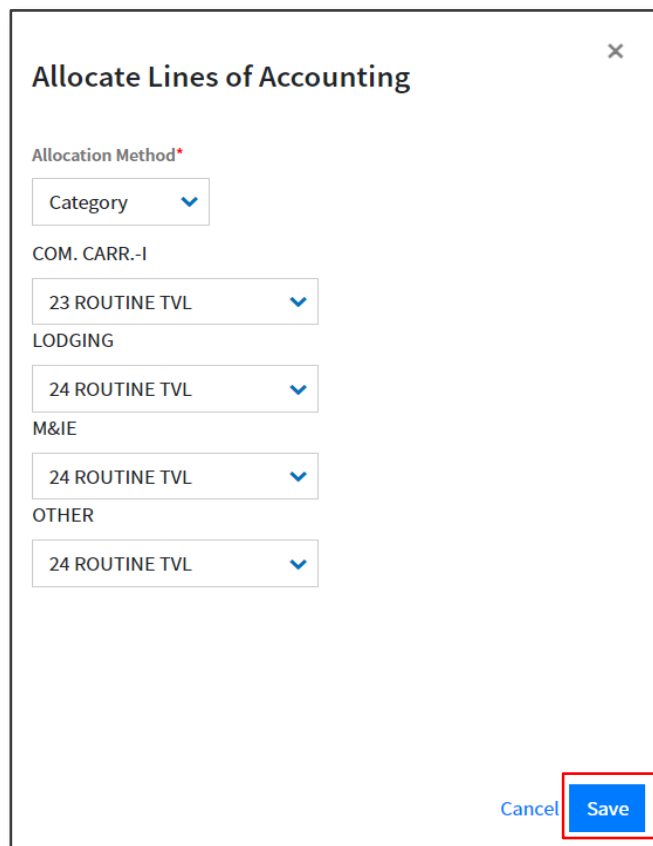 ×
Allocate Lines of Accounting
Allocation Method*
Category
COM. CARR.-I
23 ROUTINE TVL
LODGING
24 ROUTINE TVL
M&IE
24 ROUTINE TVL
OTHER
24 ROUTINE TVL
Cancel Save